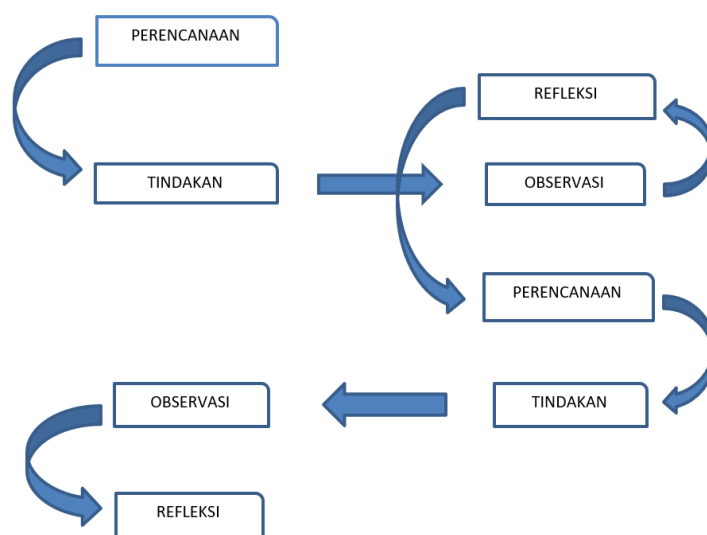 PERENCANAAN
REFLEKSI
TINDAKAN
OBSERVASI
PERENCANAAN
OBSERVASI
TINDAKAN
REFLEKSI